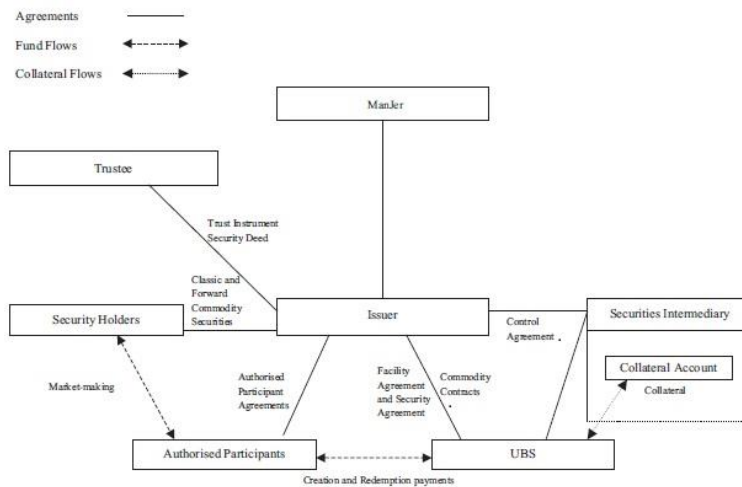 Agreements
Fund Flows
Collateral Flows
ManJer
Trustee
Trust Instrument
Security Deed
Classic and
Forward
Commodity
Securities
Security Holders
Issuer
Securities Intermediary
Control
Agreement
Collateral Account
Collateral
Market-making
Authorised
Participant
Agreements
Facility
Agreement
and Security
Agreement
Commodity
Contracts
Authorised Participants
UBS
Creation and Redemption payments